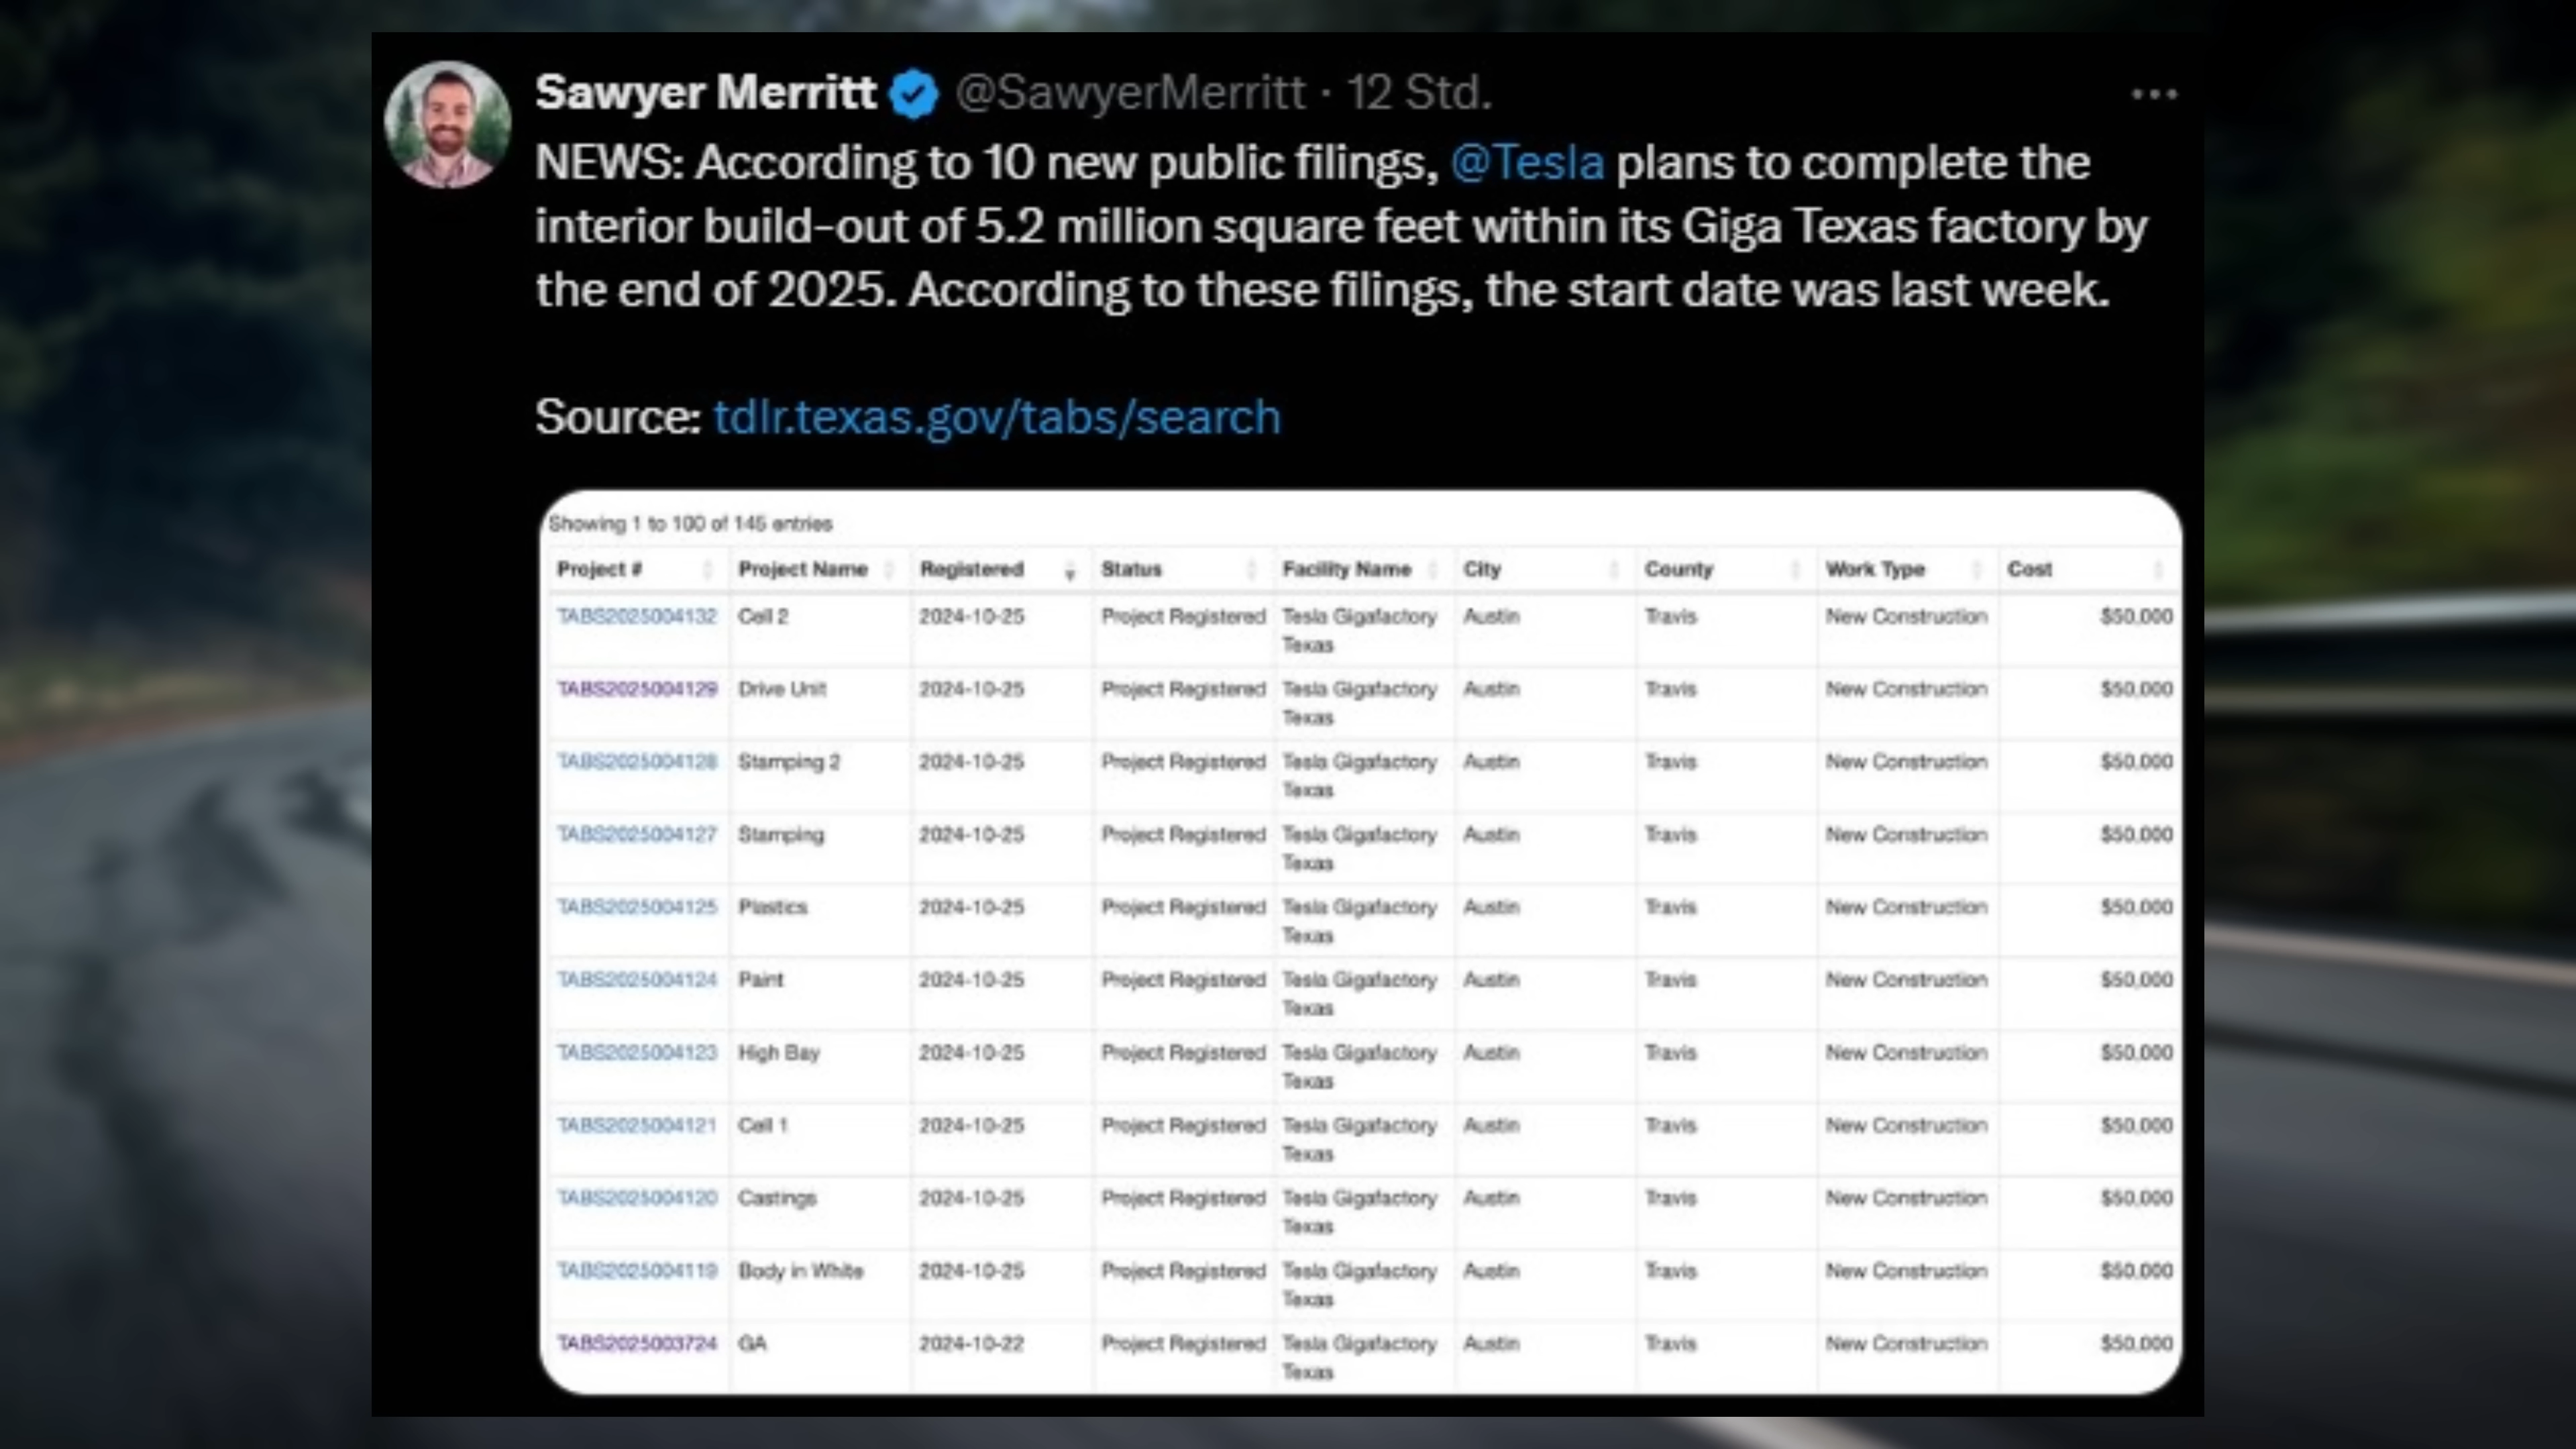 Sawyer Merritt @SawyerMerritt · 12 Std.
NEWS: According to 10 new public filings, @Tesla plans to complete the
interior build-out of 5.2 million square feet within its Giga Texas factory by
the end of 2025. According to these filings, the start date was last week.
Source: tdlr.texas.gov/tabs/search
Showing 1 to 100 of 145 entries
Project # Project Name Registered Status Facility Name City County Work Type Cost
TABS2025004132 Cell 2 2024-10-25 Project Registered Tesla Gigafactory Texas Austin Travis New Construction $50,000
TABS2025004129 Drive Unit 2024-10-25 Project Registered Tesla Gigafactory Texas Austin Travis New Construction $50,000
TABS2025004128 Stamping 2 2024-10-25 Project Registered Tesla Gigafactory Texas Austin Travis New Construction $50,000
TABS2025004127 Stamping 2024-10-25 Project Registered Tesla Gigafactory Texas Austin Travis New Construction $50,000
TABS2025004125 Plastics 2024-10-25 Project Registered Tesla Gigafactory Texas Austin Travis New Construction $50,000
TABS2025004124 Paint 2024-10-25 Project Registered Tesla Gigafactory Texas Austin Travis New Construction $50,000
TABS2025004123 High Bay 2024-10-25 Project Registered Tesla Gigafactory Texas Austin Travis New Construction $50,000
TABS2025004121 Cell 1 2024-10-25 Project Registered Tesla Gigafactory Texas Austin Travis New Construction $50,000
TABS2025004120 Castings 2024-10-25 Project Registered Tesla Gigafactory Texas Austin Travis New Construction $50,000
TABS2025004119 Body in White 2024-10-25 Project Registered Tesla Gigafactory Texas Austin Travis New Construction $50,000
TABS2025003724 GA 2024-10-22 Project Registered Tesla Gigafactory Texas Austin Travis New Construction $50,000